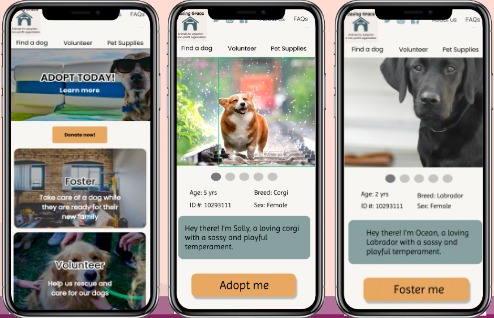 FAQs
Find a dog Volunteer Pet Supplies
ADOPT TODAY!
Learn more
Donate now!
Foster
Take care of a dog while
they are ready for their
new family
Volunteer
Help us rescue and
care for our dogs
FAQs
Find a dog Volunteer Pet Supplies
Age: 5 yrs Breed: Corgi
ID #: 10293111 Sex: Female
Hey there! I'm Sally, a loving corgi
with a sassy and playful
temperament.
Adopt me
Loving Grace
us FAQs
Find a dog Volunteer Pet Supplies
Age: 2 yrs Breed: Labrador
ID #: 10293111 Sex: Female
Hey there! I'm Ocean, a loving
Labrador with a sassy and
playful temperament.
Foster me